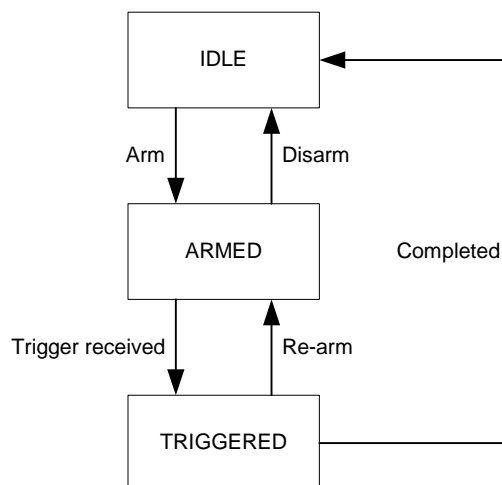 IDLE
Arm
Disarm
ARMED
Completed
Trigger received
Re-arm
TRIGGERED